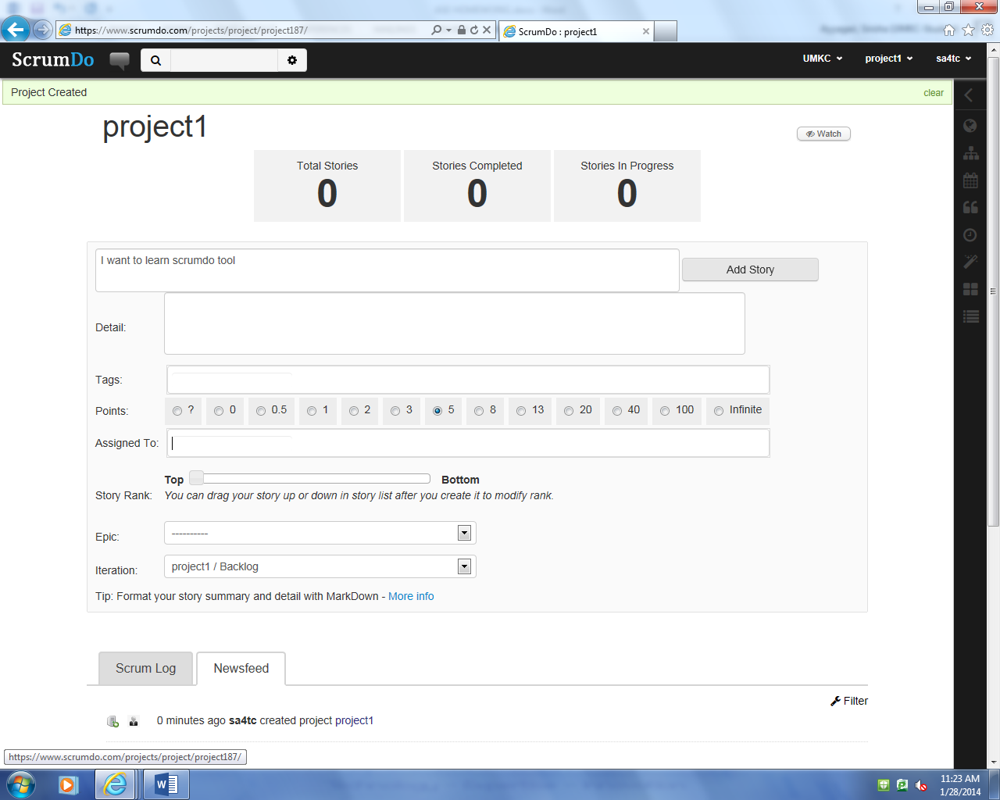 https://www.scrumdo.com/projects/project/project187/
ScrumDo : project1
ScrumDo
UMKC
project1
sa4tc
Project Created
clear
project1
Watch
Total Stories
0
Stories Completed
0
Stories In Progress
0
I want to learn scrumdo tool
Add Story
Detail:
Tags:
Points:
? 0 0.5 1 2 3 5 8 13 20 40 100 Infinite
Assigned To:
Top
Bottom
Story Rank:
You can drag your story up or down in story list after you create it to modify rank.
Epic:
----------
Iteration:
project1 / Backlog
Tip: Format your story summary and detail with MarkDown - More info
Scrum Log
Newsfeed
Filter
0 minutes ago sa4tc created project project1
https://www.scrumdo.com/projects/project/project187/
11:23 AM
1/28/2014